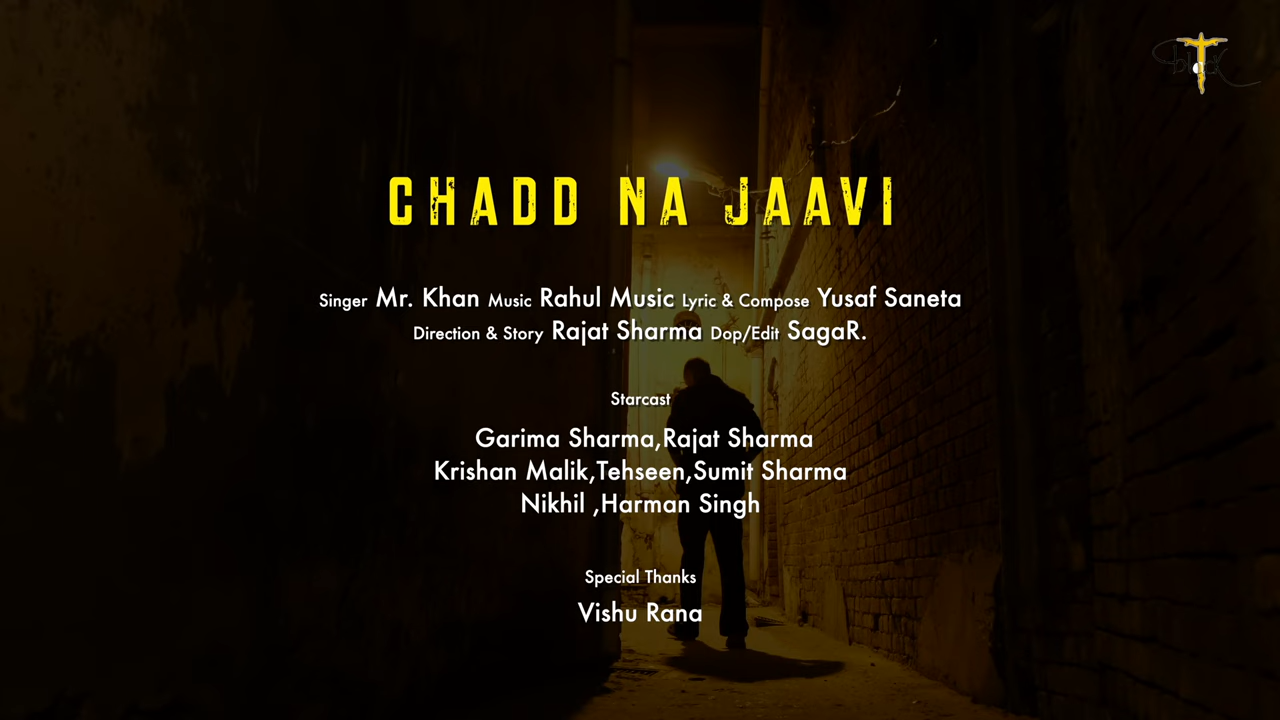 black
CHADD NA JAAVI
Singer Mr. Khan Music Rahul Music Lyric & Compose Yusaf Saneta
Direction & Story Rajat Sharma Dop/Edit SagaR.
Starcast
Garima Sharma,Rajat Sharma
Krishan Malik,Tehseen,Sumit Sharma
Nikhil ,Harman Singh
Special Thanks
Vishu Rana